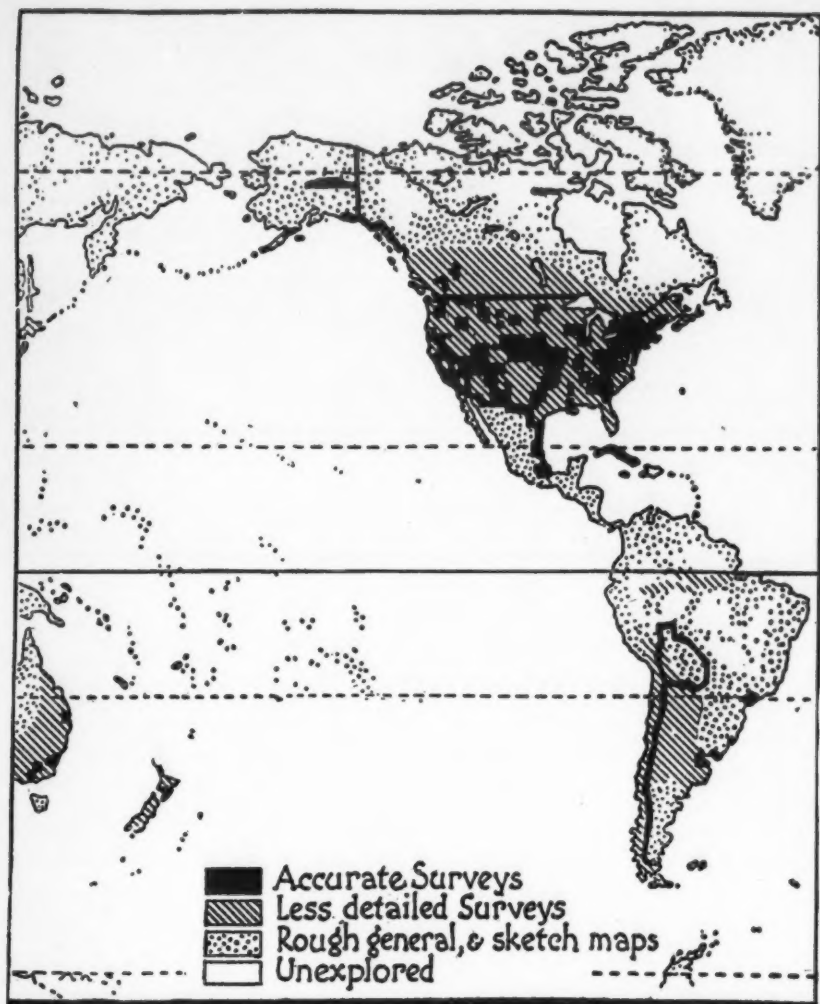 Accurate Surveys
Less detailed Surveys
Rough general, & sketch maps
Unexplored